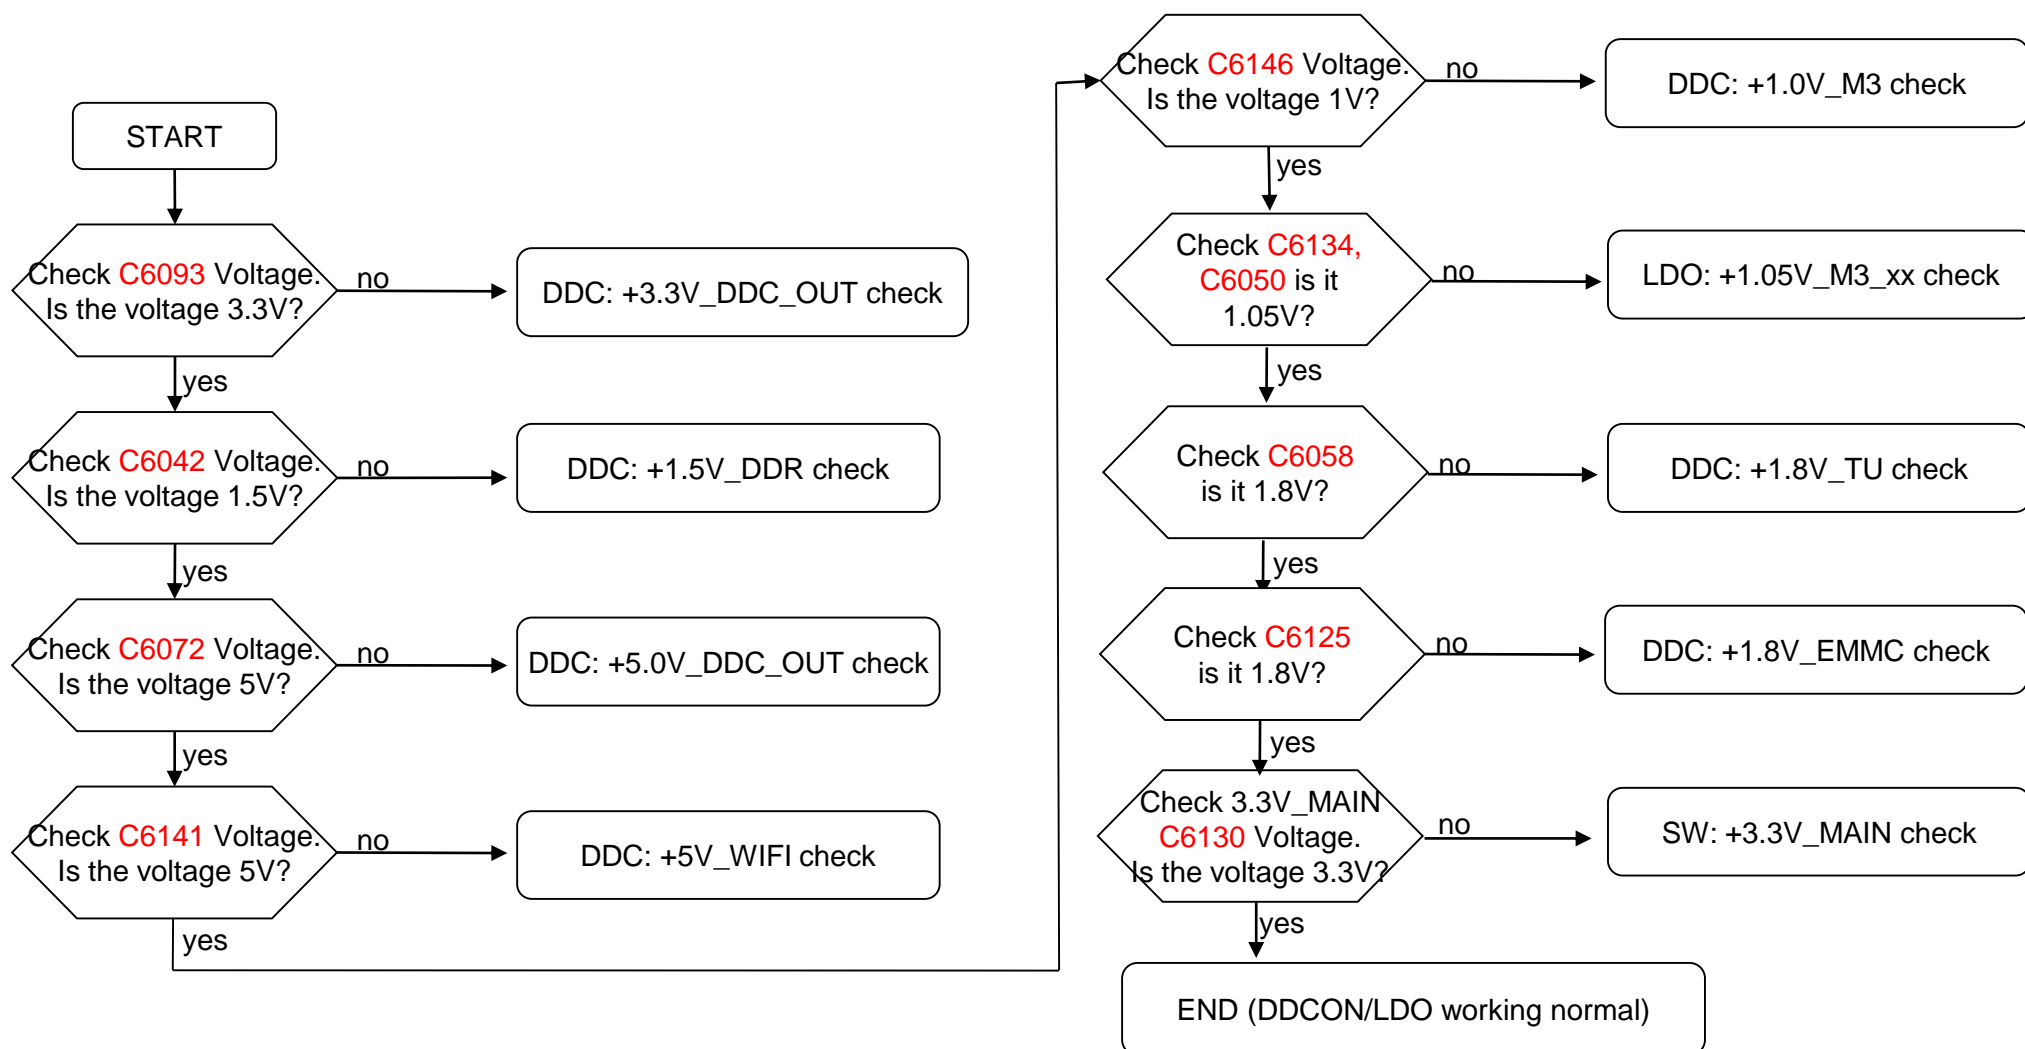 START
Check C6093 Voltage.
Is the voltage 3.3V?
no
DDC: +3.3V_DDC_OUT check
yes
Check C6042 Voltage.
Is the voltage 1.5V?
no
DDC: +1.5V_DDR check
yes
Check C6072 Voltage.
Is the voltage 5V?
no
DDC: +5.0V_DDC_OUT check
yes
Check C6141 Voltage.
Is the voltage 5V?
no
DDC: +5V_WIFI check
yes
Check C6146 Voltage.
Is the voltage 1V?
no
DDC: +1.0V_M3 check
yes
Check C6134,
C6050 is it
1.05V?
no
LDO: +1.05V_M3_xx check
yes
Check C6058
is it 1.8V?
no
DDC: +1.8V_TU check
yes
Check C6125
is it 1.8V?
no
DDC: +1.8V_EMMC check
yes
Check 3.3V_MAIN
C6130 Voltage.
Is the voltage 3.3V?
no
SW: +3.3V_MAIN check
yes
END (DDCON/LDO working normal)